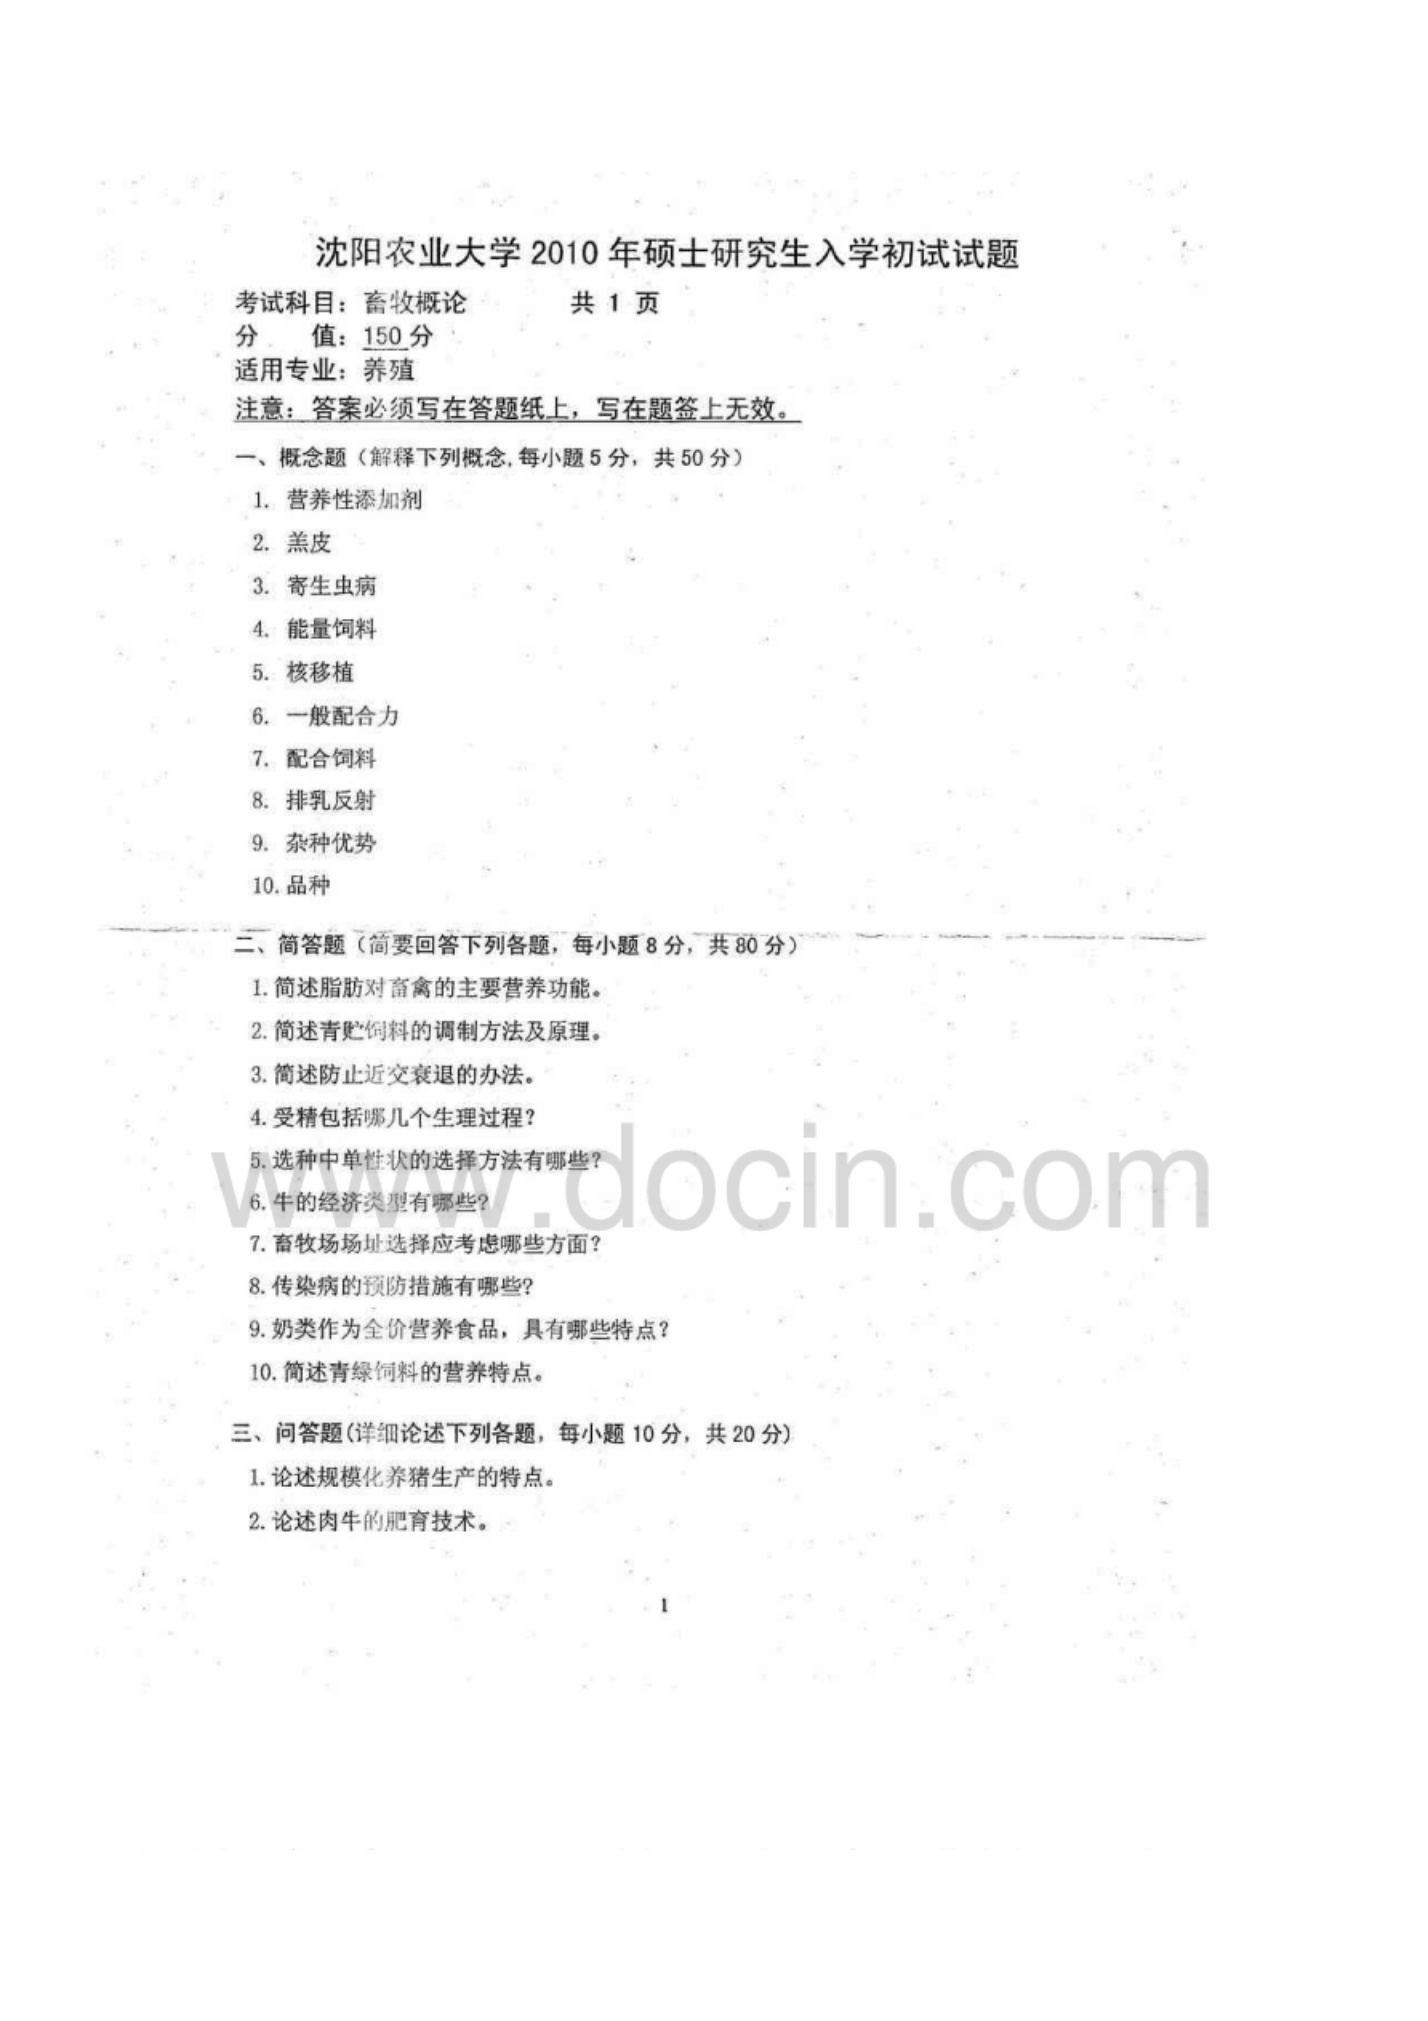 沈阳农业大学2010年硕士研究生入学初试试题
考试科目：畜牧概论 共 1 页
分 值：150分
适用专业：养殖
注意：答案必须写在答题纸上，写在题签上无效。
一、概念题（解释下列概念,每小题5分，共50分）
1. 营养性添加剂
2. 羔皮
3. 寄生虫病
4. 能量饲料
5. 核移植
6. 一般配合力
7. 配合饲料
8. 排乳反射
9. 杂种优势
10.品种
二、简答题（简要回答下列各题，每小题8分，共80分）
1.简述脂肪对畜禽的主要营养功能。
2.简述青贮饲料的调制方法及原理。
3.简述防止近交衰退的办法。
4.受精包括哪几个生理过程？
5.选种中单性状的选择方法有哪些？
6.牛的经济类型有哪些？
7.畜牧场场址选择应考虑哪些方面？
8.传染病的预防措施有哪些?
9.奶类作为全价营养食品，具有哪些特点？
10.简述青绿饲料的营养特点。
三、问答题(详细论述下列各题，每小题10分，共20分)
1.论述规模化养猪生产的特点。
2.论述肉牛的肥育技术。
1
www.docin.com